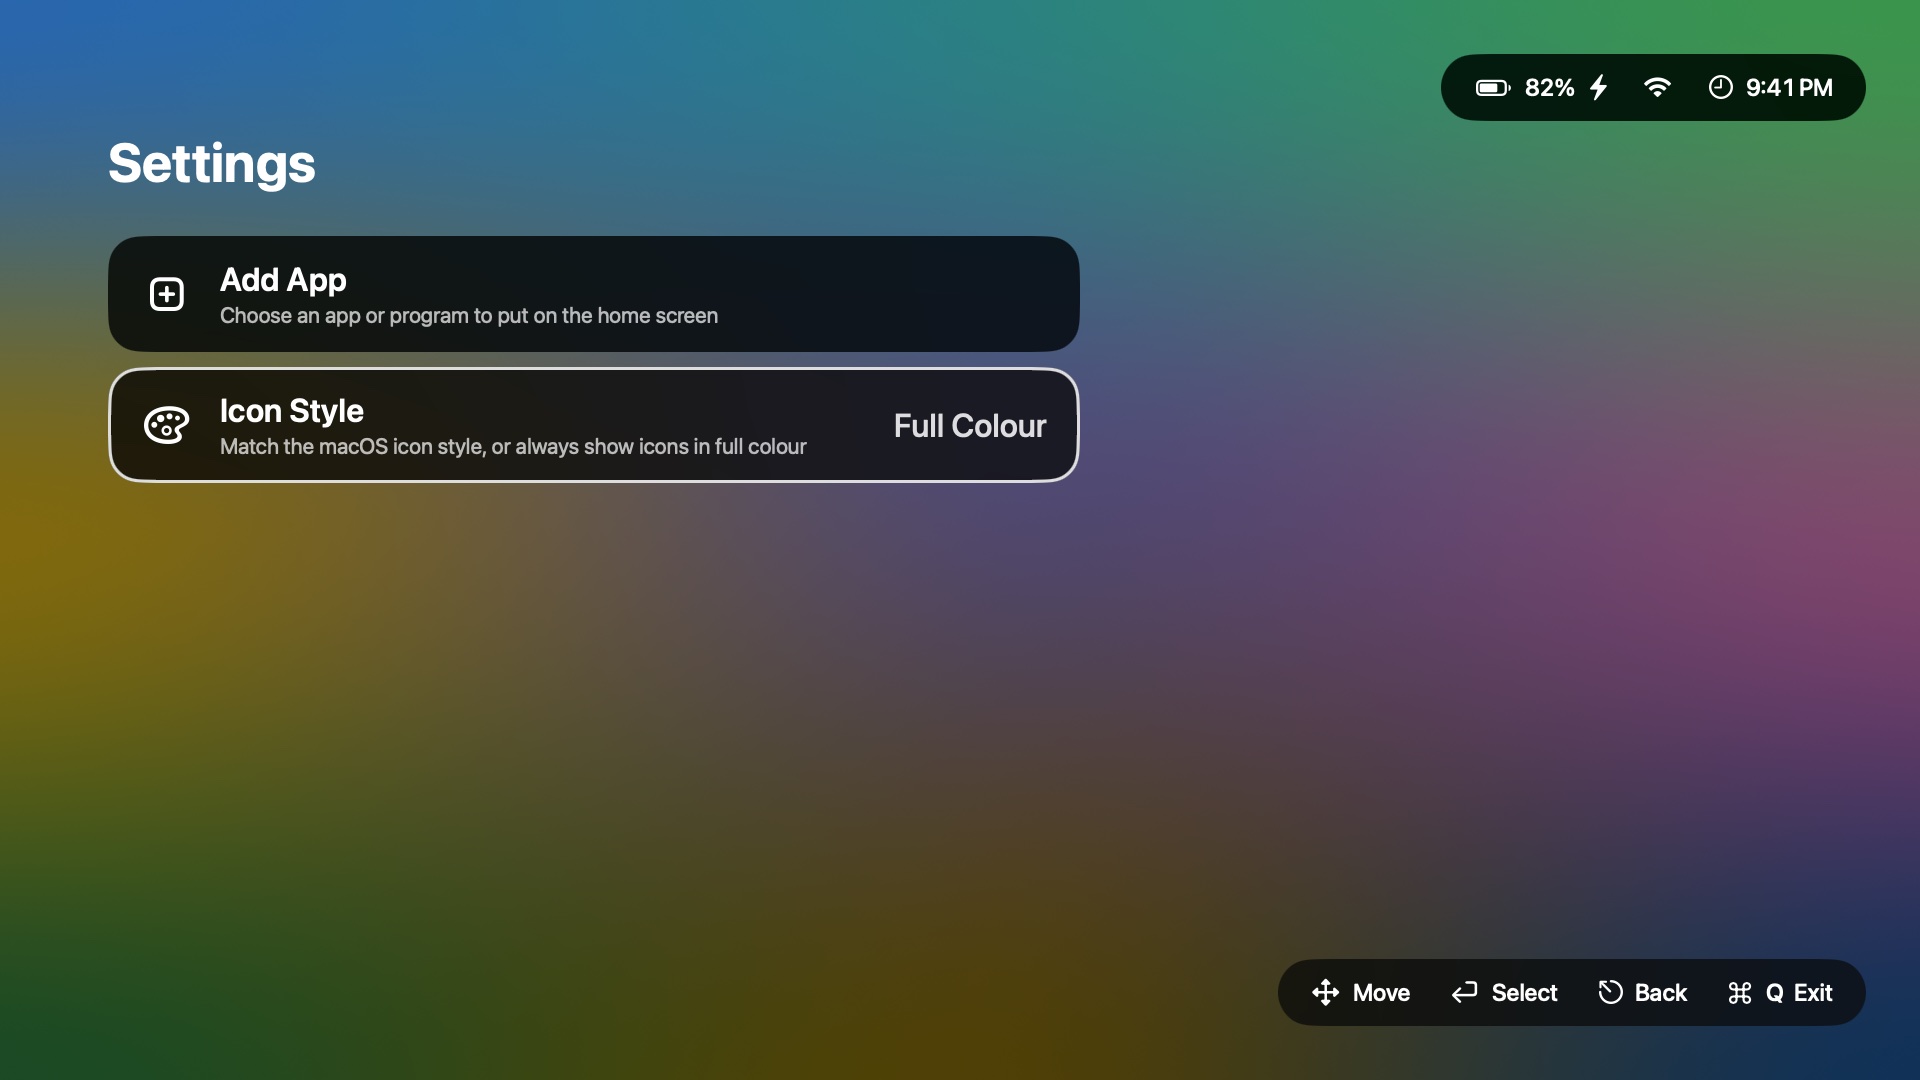 82%
9:41 PM
Settings
Add App
Choose an app or program to put on the home screen
Icon Style
Match the macOS icon style, or always show icons in full colour
Full Colour
Move
Select
Back
⌘ Q Exit